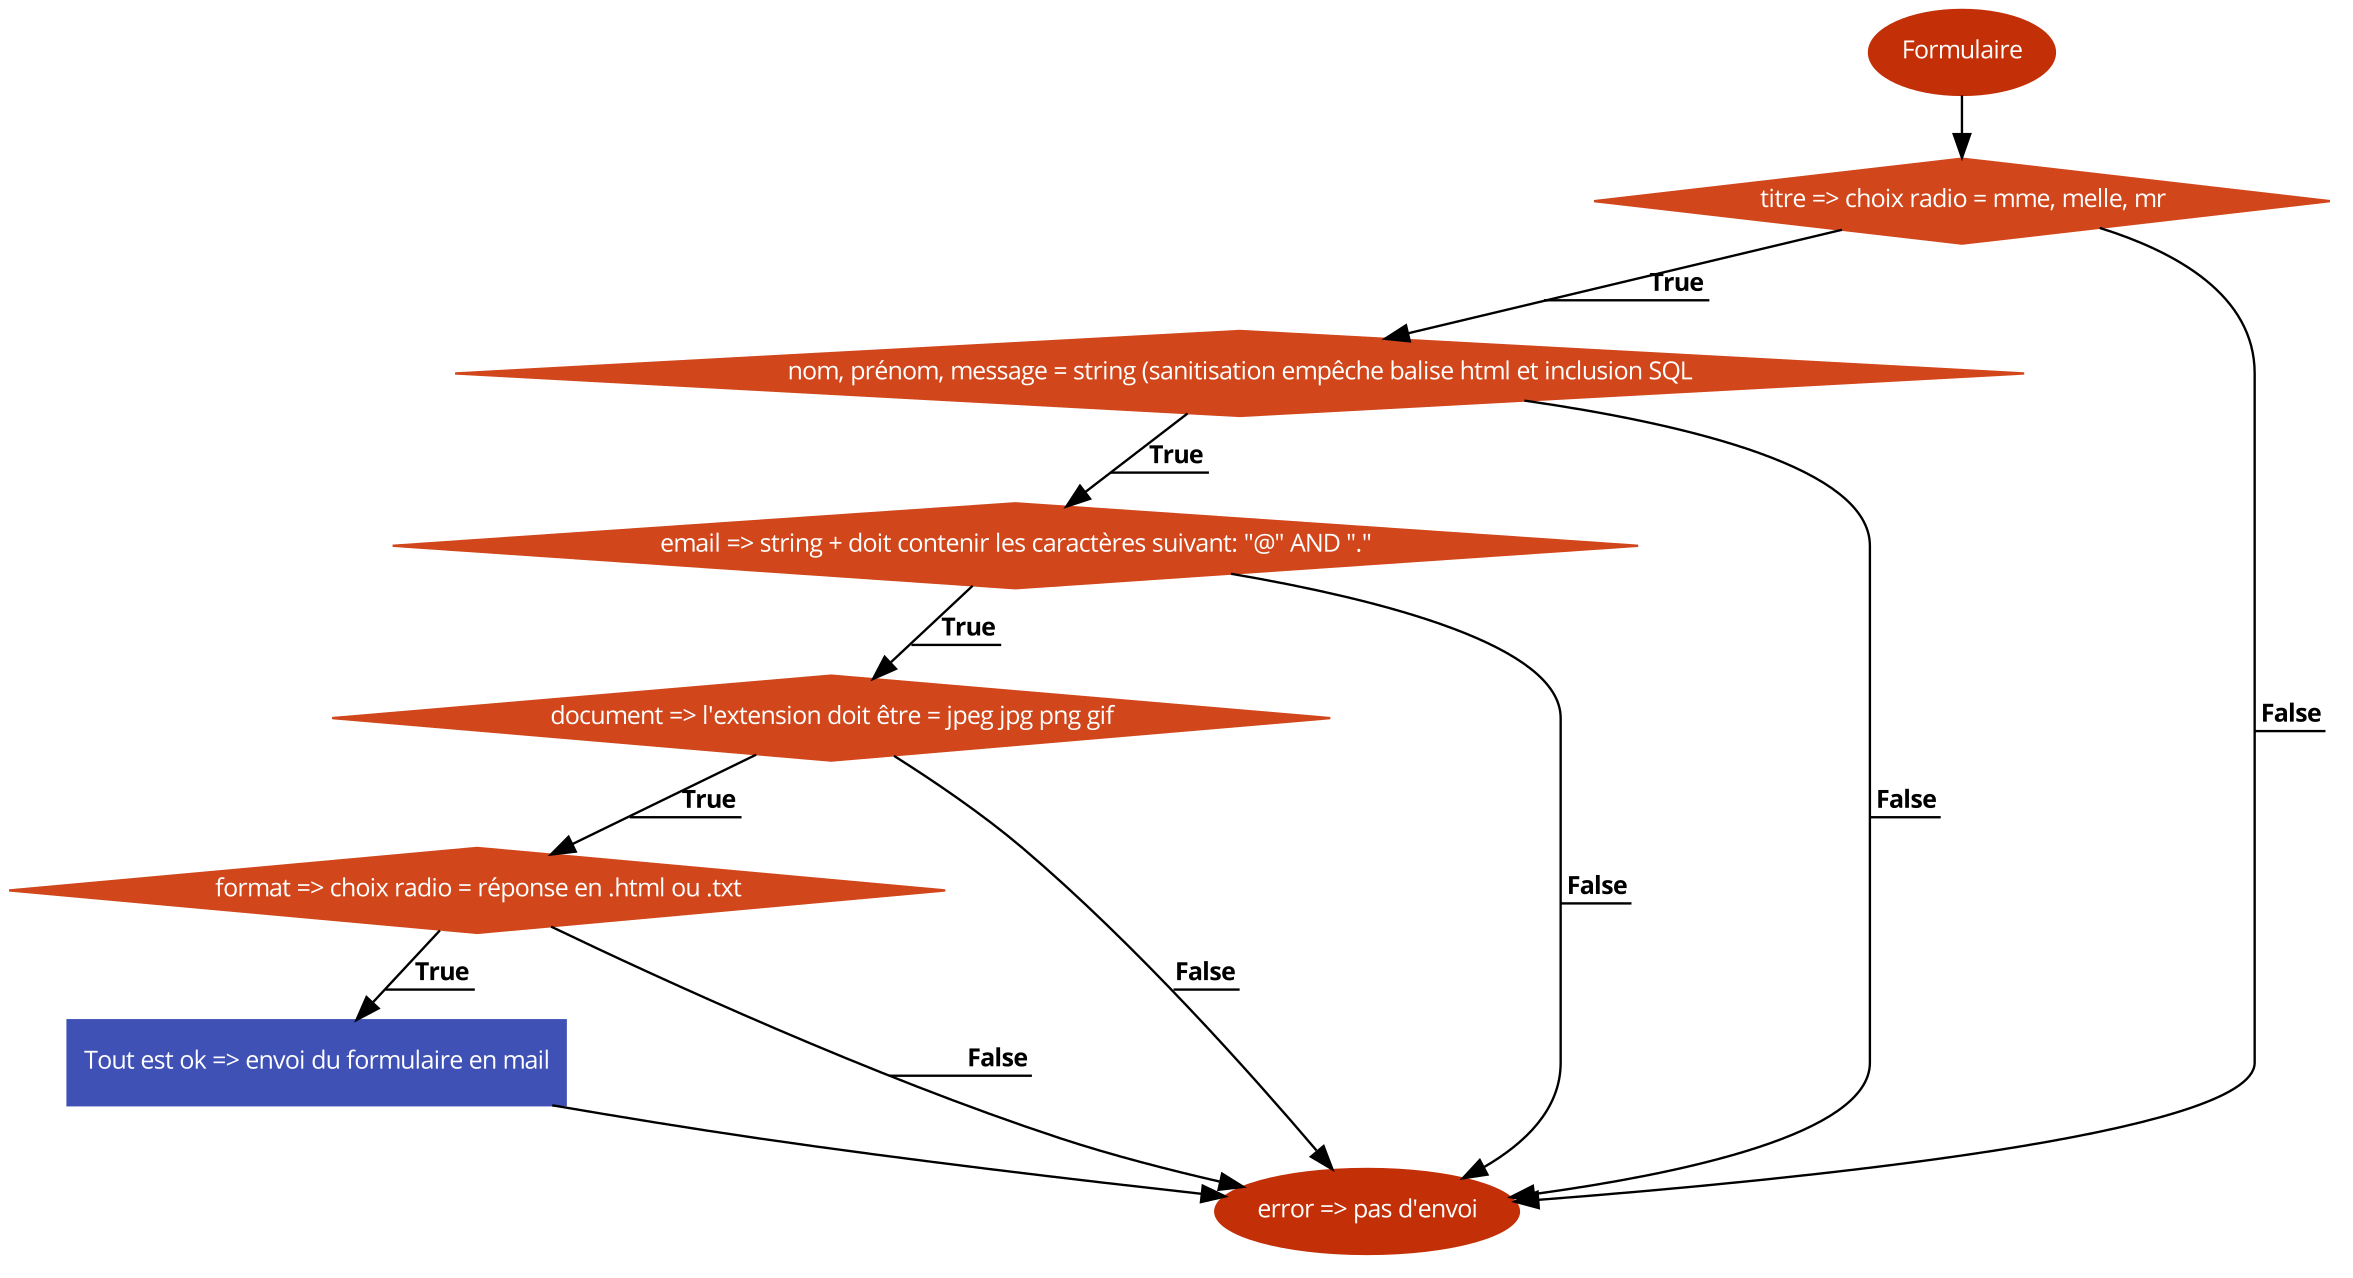 Formulaire
titre => choix radio = mme, melle, mr
True
nom, prénom, message = string (sanitisation empêche balise html et inclusion SQL
True
email => string + doit contenir les caractères suivant: "@" AND "."
True
document => l'extension doit être = jpeg jpg png gif
False
True
False
format => choix radio = réponse en .html ou .txt
False
True
False
Tout est ok => envoi du formulaire en mail
False
error => pas d'envoi